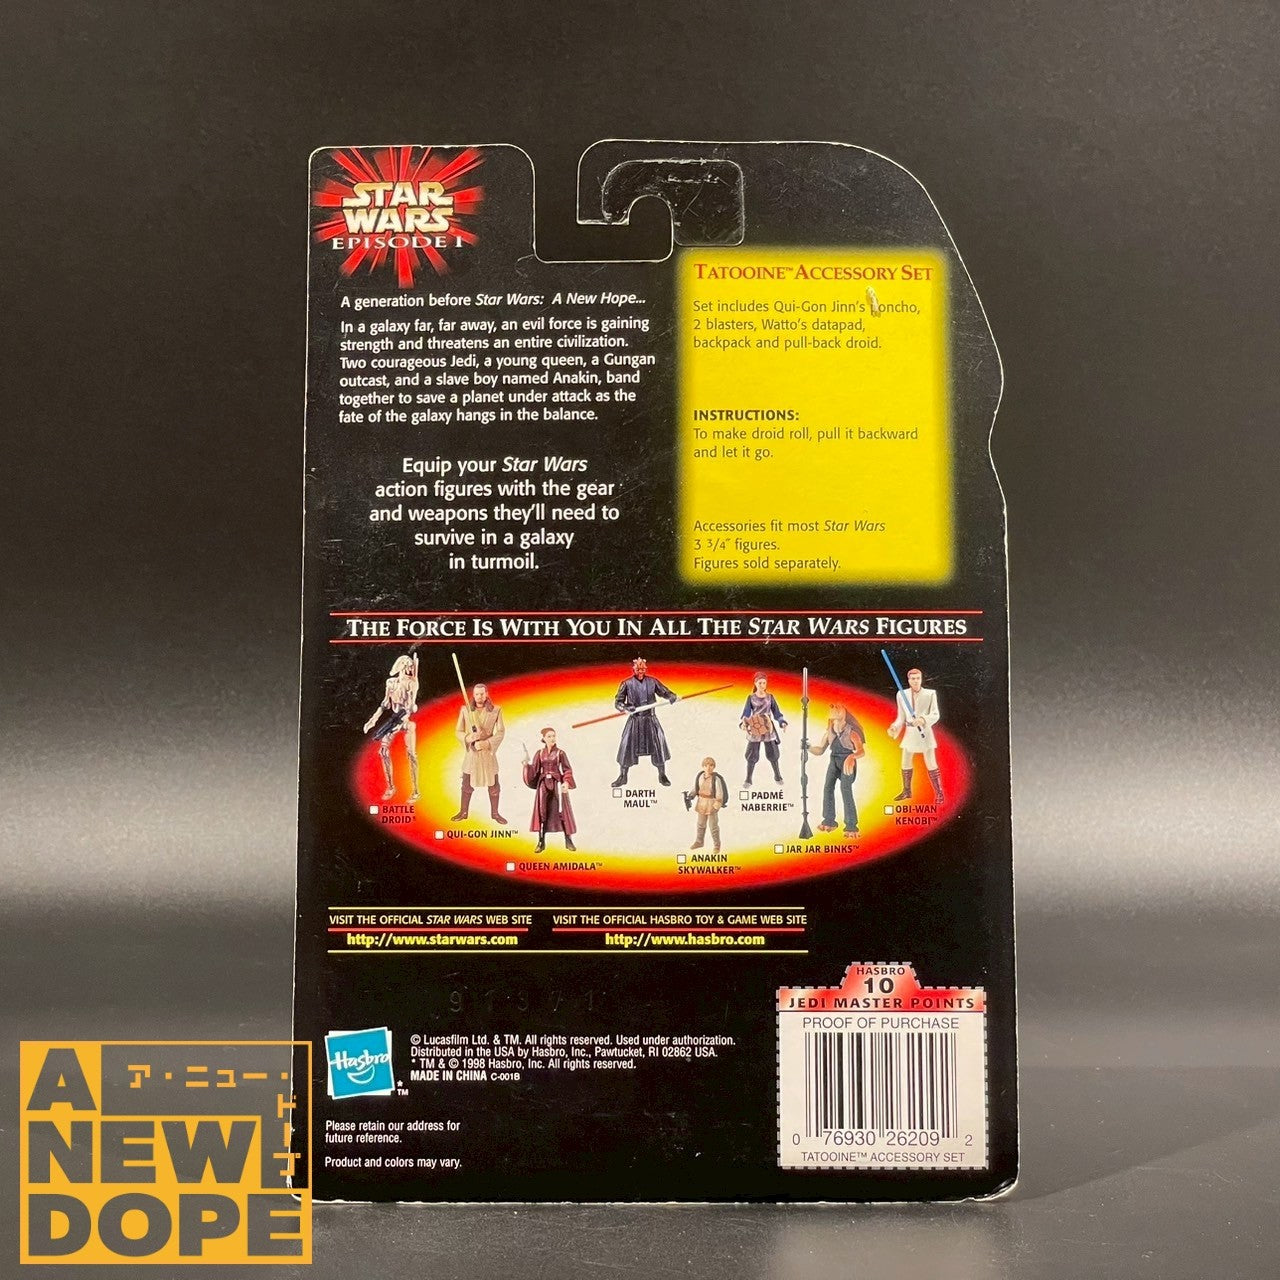 STAR
WARS
EPISODE I
A generation before Star Wars: A New Hope...
In a galaxy far, far away, an evil force is gaining
strength and threatens an entire civilization.
Two courageous Jedi, a young queen, a Gungan
outcast, and a slave boy named Anakin, band
together to save a planet under attack as the
fate of the galaxy hangs in the balance.
Equip your Star Wars
action figures with the gear
and weapons they'll need to
survive in a galaxy
in turmoil.
TATOOINE™ ACCESSORY SET
Set includes Qui-Gon Jinn's poncho,
2 blasters, Watto's datapad,
backpack and pull-back droid.
INSTRUCTIONS:
To make droid roll, pull it backward
and let it go.
Accessories fit most Star Wars
3 3/4" figures.
Figures sold separately.
THE FORCE IS WITH YOU IN ALL THE STAR WARS FIGURES
BATTLE
DROID*
QUI-GON JINN™
QUEEN AMIDALA™
DARTH
MAUL™
ANAKIN
SKYWALKER™
PADMÉ
NABERRIE™
JAR JAR BINKS™
OBI-WAN
KENOBI™
VISIT THE OFFICIAL STAR WARS WEB SITE
http://www.starwars.com
VISIT THE OFFICIAL HASBRO TOY & GAME WEB SITE
http://www.hasbro.com
91371
Hasbro
*™
© Lucasfilm Ltd. & TM. All rights reserved. Used under authorization.
Distributed in the USA by Hasbro, Inc., Pawtucket, RI 02862 USA.
* TM & © 1998 Hasbro, Inc. All rights reserved.
MADE IN CHINA C-001B
Please retain our address for
future reference.
Product and colors may vary.
HASBRO
10
JEDI MASTER POINTS
PROOF OF PURCHASE
0 76930 26209 2
TATOOINE™ ACCESSORY SET
A
ア・ニュー・
ドープ
NEW
DOPE